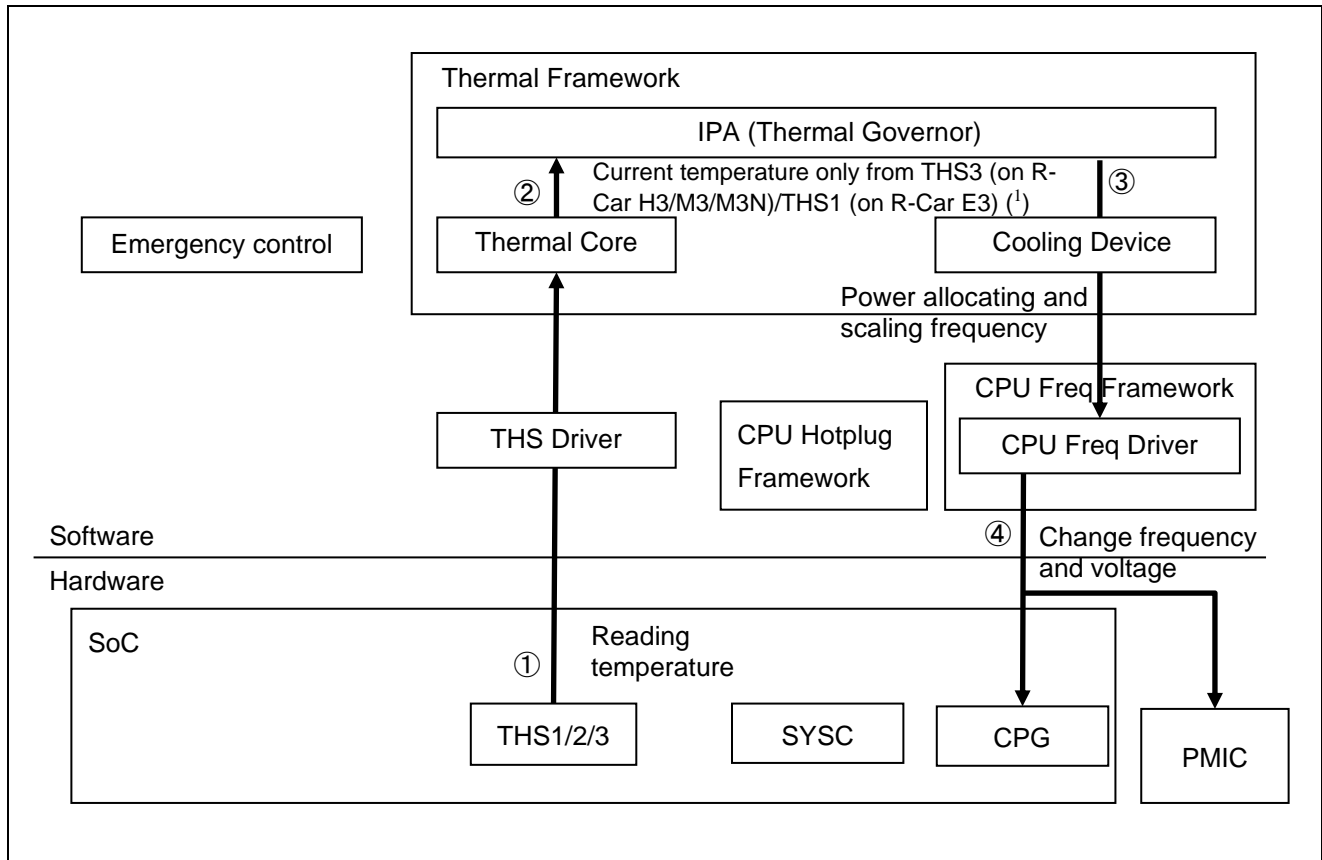 Thermal Framework
IPA (Thermal Governor)
②
Current temperature only from THS3 (on R-
Car H3/M3/M3N)/THS1 (on R-Car E3) (¹)
③
Emergency control
Thermal Core
Cooling Device
Power allocating and
scaling frequency
CPU Freq Framework
THS Driver
CPU Hotplug
Framework
CPU Freq Driver
Software
④
Change frequency
and voltage
Hardware
SoC
①
Reading
temperature
THS1/2/3
SYSC
CPG
PMIC